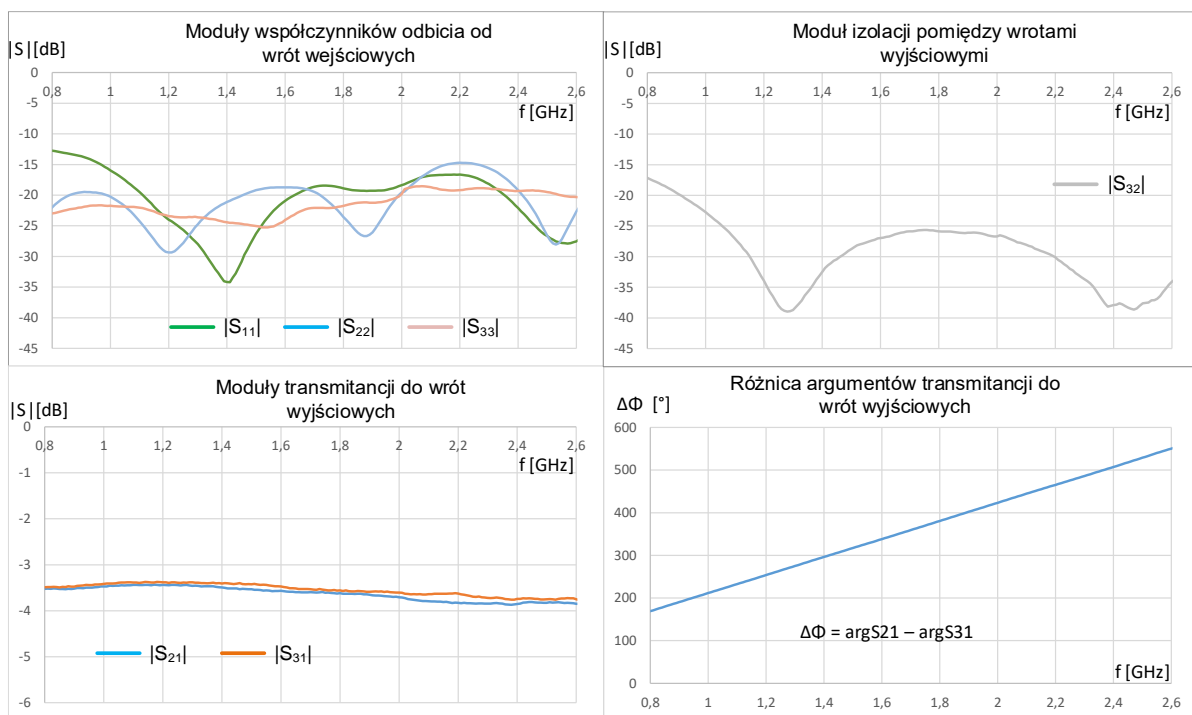 Moduły współczynników odbicia od
wrót wejściowych
|S|[dB]
0
-5
-10
-15
-20
-25
-30
-35
-40
-45
0,8 1 1,2 1,4 1,6 1,8 2 2,2 2,4 2,6
f [GHz]
|S11| |S22| |S33|
Moduł izolacji pomiędzy wrotami
wyjściowymi
|S|[dB]
0
-5
-10
-15
-20
-25
-30
-35
-40
-45
0,8 1 1,2 1,4 1,6 1,8 2 2,2 2,4 2,6
f [GHz]
|S32|
Moduły transmitancji do wrót
wyjściowych
|S|[dB]
0
-1
-2
-3
-4
-5
-6
0,8 1 1,2 1,4 1,6 1,8 2 2,2 2,4 2,6
f [GHz]
|S21| |S31|
Różnica argumentów transmitancji do
wrót wyjściowych
ΔΦ [°]
600
500
400
300
200
100
0
ΔΦ = argS21 – argS31
f [GHz]
0,8 1 1,2 1,4 1,6 1,8 2 2,2 2,4 2,6